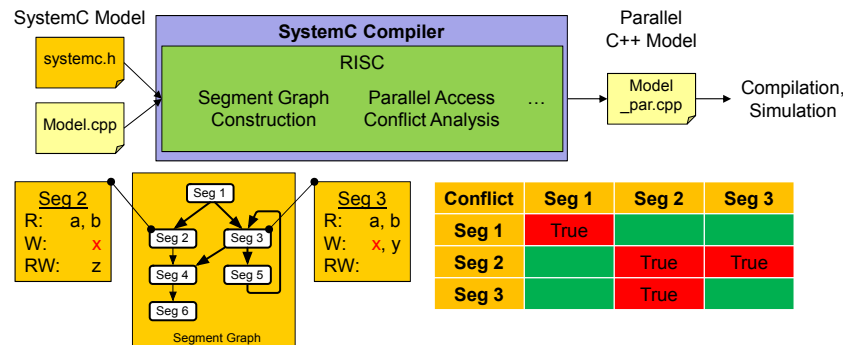 SystemC Model
SystemC Compiler
Parallel
C++ Model
systemc.h
Model.cpp
RISC
Segment Graph
Construction
Parallel Access
Conflict Analysis
...
Model
_par.cpp
Compilation,
Simulation
Seg 2
R: a, b
W: x
RW: z
Seg 1
Seg 2
Seg 3
Seg 4
Seg 5
Seg 6
Segment Graph
Seg 3
R: a, b
W: x, y
RW:
Conflict Seg 1 Seg 2 Seg 3
Seg 1 True
Seg 2 True True
Seg 3 True